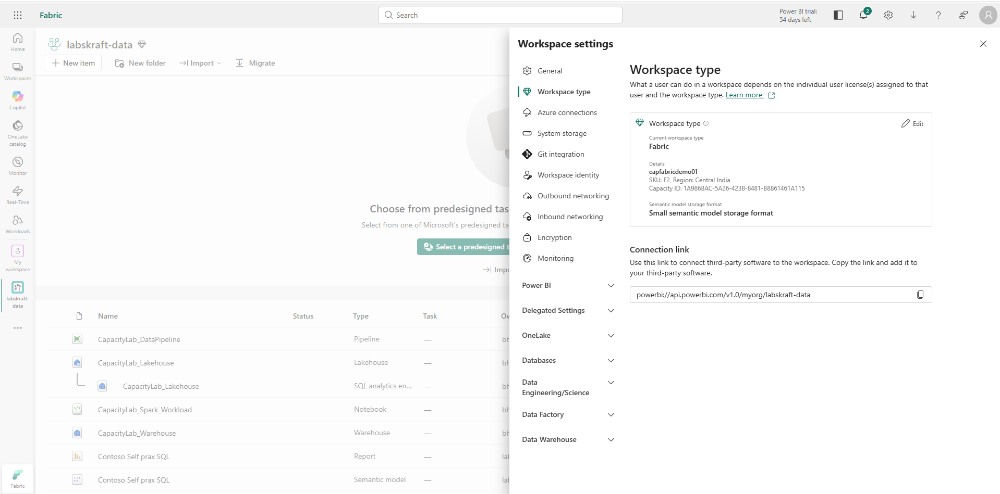 Fabric
Search
Power BI trial:
54 days left
2
Home
Workspaces
Copilot
OneLake
catalog
Monitor
Real-Time
Workloads
My
workspace
labskraft-
data
Fabric
labskraft-data
New item
New folder
Import
Migrate
Choose from predesigned tas
Select from one of Microsoft's predesigned ta
Select a predesigned t
Impo
Name Status Type Task Ow
CapacityLab_DataPipeline Pipeline — bh
CapacityLab_Lakehouse Lakehouse — bh
CapacityLab_Lakehouse SQL analytics en... — bh
CapacityLab_Spark_Workload Notebook — bh
CapacityLab_Warehouse Warehouse — bh
Contoso Self prax SQL Report — lab
Contoso Self prax SQL Semantic model — lab
Workspace settings
General
Workspace type
Azure connections
System storage
Git integration
Workspace identity
Outbound networking
Inbound networking
Encryption
Monitoring
Power BI
Delegated Settings
OneLake
Databases
Data
Engineering/Science
Data Factory
Data Warehouse
Workspace type
What a user can do in a workspace depends on the individual user license(s) assigned to that
user and the workspace type. Learn more
Workspace type
Edit
Current workspace type
Fabric
Details
capfabricdemo01
SKU: F2, Region: Central India
Capacity ID: 1A986BAC-5A26-4238-8481-B8861461A115
Semantic model storage format
Small semantic model storage format
Connection link
Use this link to connect third-party software to the workspace. Copy the link and add it to
your third-party software.
powerbi://api.powerbi.com/v1.0/myorg/labskraft-data